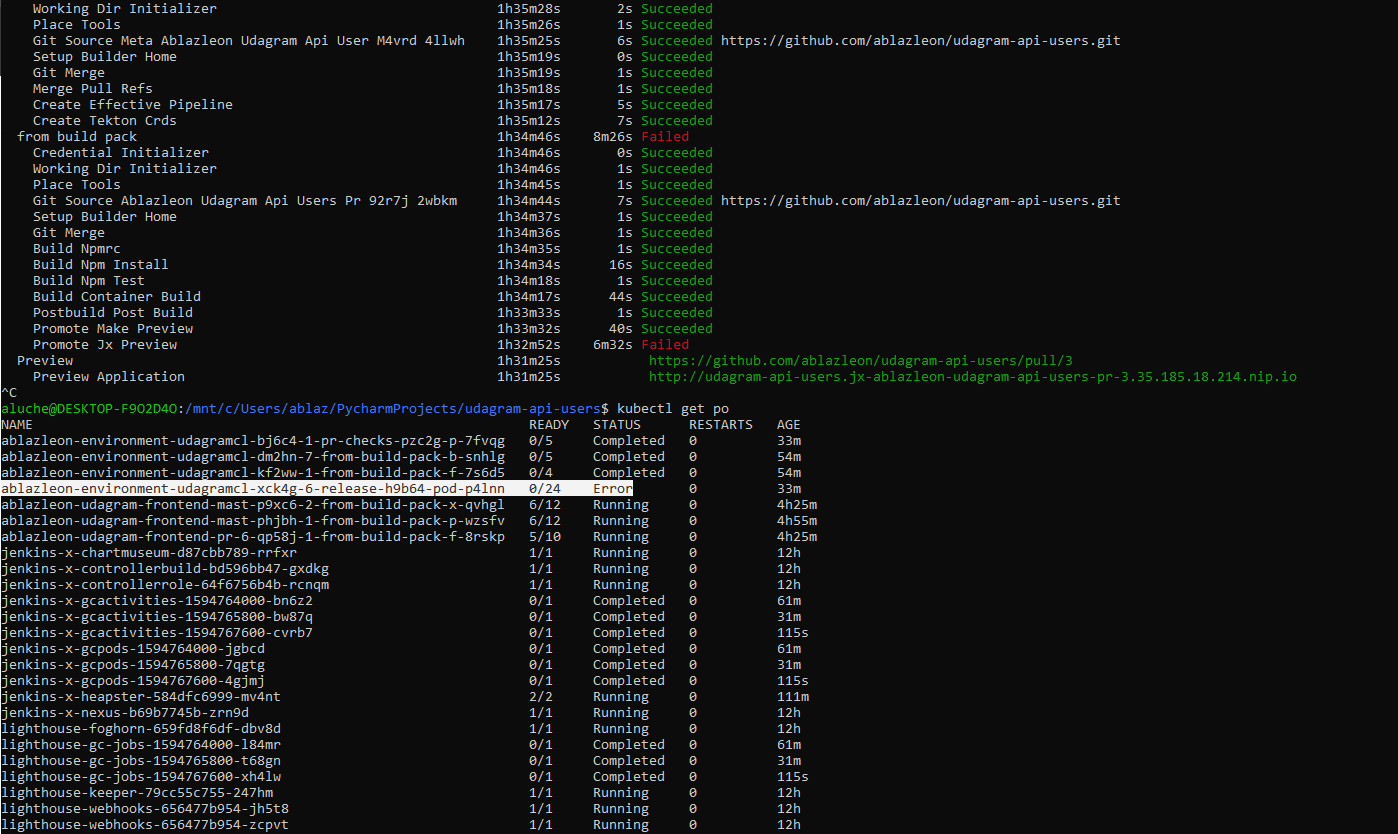 Working Dir Initializer 1h35m28s 2s Succeeded
Place Tools 1h35m26s 1s Succeeded
Git Source Meta Ablazleon Udagram Api User M4vrd 4llwh 1h35m25s 6s Succeeded https://github.com/ablazleon/udagram-api-users.git
Setup Builder Home 1h35m19s 0s Succeeded
Git Merge 1h35m19s 1s Succeeded
Merge Pull Refs 1h35m18s 1s Succeeded
Create Effective Pipeline 1h35m17s 5s Succeeded
Create Tekton Crds 1h35m12s 7s Succeeded
from build pack 1h34m46s 8m26s Failed
Credential Initializer 1h34m46s 0s Succeeded
Working Dir Initializer 1h34m46s 1s Succeeded
Place Tools 1h34m45s 1s Succeeded
Git Source Ablazleon Udagram Api Users Pr 92r7j 2wbkm 1h34m44s 7s Succeeded https://github.com/ablazleon/udagram-api-users.git
Setup Builder Home 1h34m37s 1s Succeeded
Git Merge 1h34m36s 1s Succeeded
Build Npmrc 1h34m35s 1s Succeeded
Build Npm Install 1h34m34s 16s Succeeded
Build Npm Test 1h34m18s 1s Succeeded
Build Container Build 1h34m17s 44s Succeeded
Postbuild Post Build 1h33m33s 1s Succeeded
Promote Make Preview 1h33m32s 40s Succeeded
Promote Jx Preview 1h32m52s 6m32s Failed
Preview 1h31m25s https://github.com/ablazleon/udagram-api-users/pull/3
Preview Application 1h31m25s http://udagram-api-users.jx-ablazleon-udagram-api-users-pr-3.35.185.18.214.nip.io
^C
aluche@DESKTOP-F9O2D4O:/mnt/c/Users/ablaz/PycharmProjects/udagram-api-users$ kubectl get po
NAME READY STATUS RESTARTS AGE
ablazleon-environment-udagramcl-bj6c4-1-pr-checks-pzc2g-p-7fvqg 0/5 Completed 0 33m
ablazleon-environment-udagramcl-dm2hn-7-from-build-pack-b-snhlg 0/5 Completed 0 54m
ablazleon-environment-udagramcl-kf2ww-1-from-build-pack-f-7s6d5 0/4 Completed 0 54m
ablazleon-environment-udagramcl-xck4g-6-release-h9b64-pod-p4lnn 0/24 Error 0 33m
ablazleon-udagram-frontend-mast-p9xc6-2-from-build-pack-x-qvhgl 6/12 Running 0 4h25m
ablazleon-udagram-frontend-mast-phjbh-1-from-build-pack-p-wzsfv 6/12 Running 0 4h55m
ablazleon-udagram-frontend-pr-6-qp58j-1-from-build-pack-f-8rskp 5/10 Running 0 4h25m
jenkins-x-chartmuseum-d87cbb789-rrfxr 1/1 Running 0 12h
jenkins-x-controllerbuild-bd596bb47-gxdkg 1/1 Running 0 12h
jenkins-x-controllerrole-64f6756b4b-rcnqm 1/1 Running 0 12h
jenkins-x-gcactivities-1594764000-bn6z2 0/1 Completed 0 61m
jenkins-x-gcactivities-1594765800-bw87q 0/1 Completed 0 31m
jenkins-x-gcactivities-1594767600-cvrb7 0/1 Completed 0 115s
jenkins-x-gcpods-1594764000-jgbcd 0/1 Completed 0 61m
jenkins-x-gcpods-1594765800-7qgtg 0/1 Completed 0 31m
jenkins-x-gcpods-1594767600-4gjmj 0/1 Completed 0 115s
jenkins-x-heapster-584dfc6999-mv4nt 2/2 Running 0 111m
jenkins-x-nexus-b69b7745b-zrn9d 1/1 Running 0 12h
lighthouse-foghorn-659fd8f6df-dbv8d 1/1 Running 0 12h
lighthouse-gc-jobs-1594764000-l84mr 0/1 Completed 0 61m
lighthouse-gc-jobs-1594765800-t68gn 0/1 Completed 0 31m
lighthouse-gc-jobs-1594767600-xh4lw 0/1 Completed 0 115s
lighthouse-keeper-79cc55c755-247hm 1/1 Running 0 12h
lighthouse-webhooks-656477b954-jh5t8 1/1 Running 0 12h
lighthouse-webhooks-656477b954-zcpvt 1/1 Running 0 12h